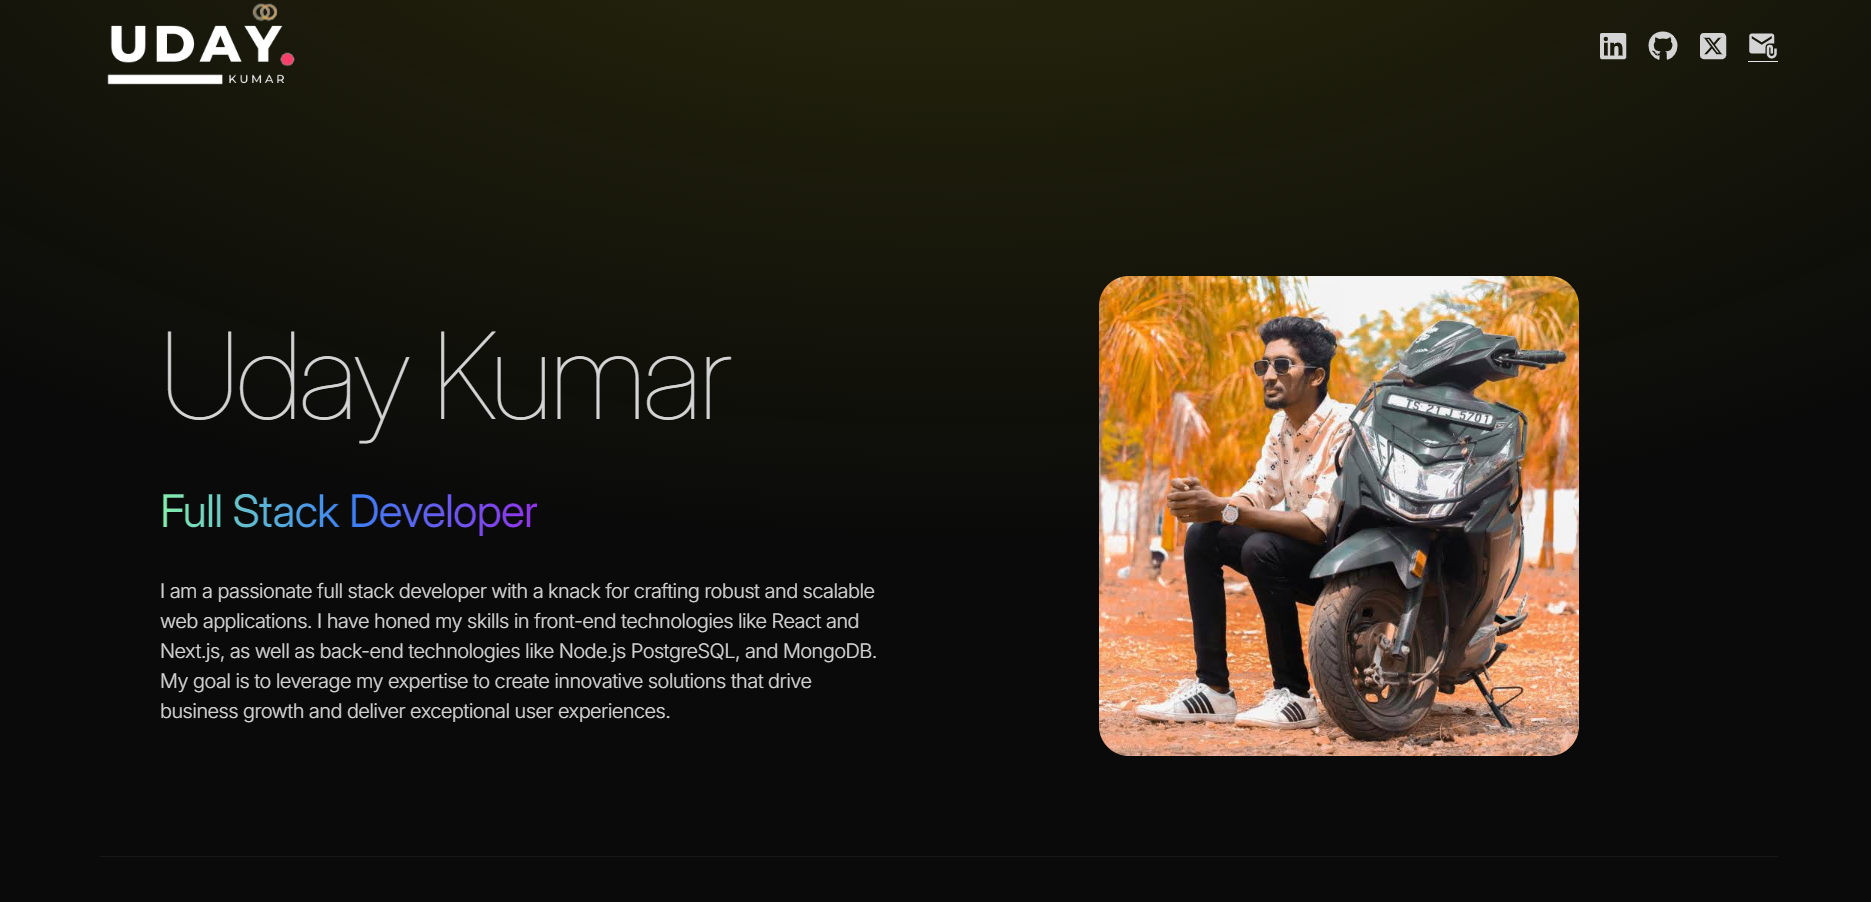 UDAY.
KUMAR
Uday Kumar
Full Stack Developer
I am a passionate full stack developer with a knack for crafting robust and scalable
web applications. I have honed my skills in front-end technologies like React and
Next.js, as well as back-end technologies like Node.js PostgreSQL, and MongoDB.
My goal is to leverage my expertise to create innovative solutions that drive
business growth and deliver exceptional user experiences.
TS 21 J 5701